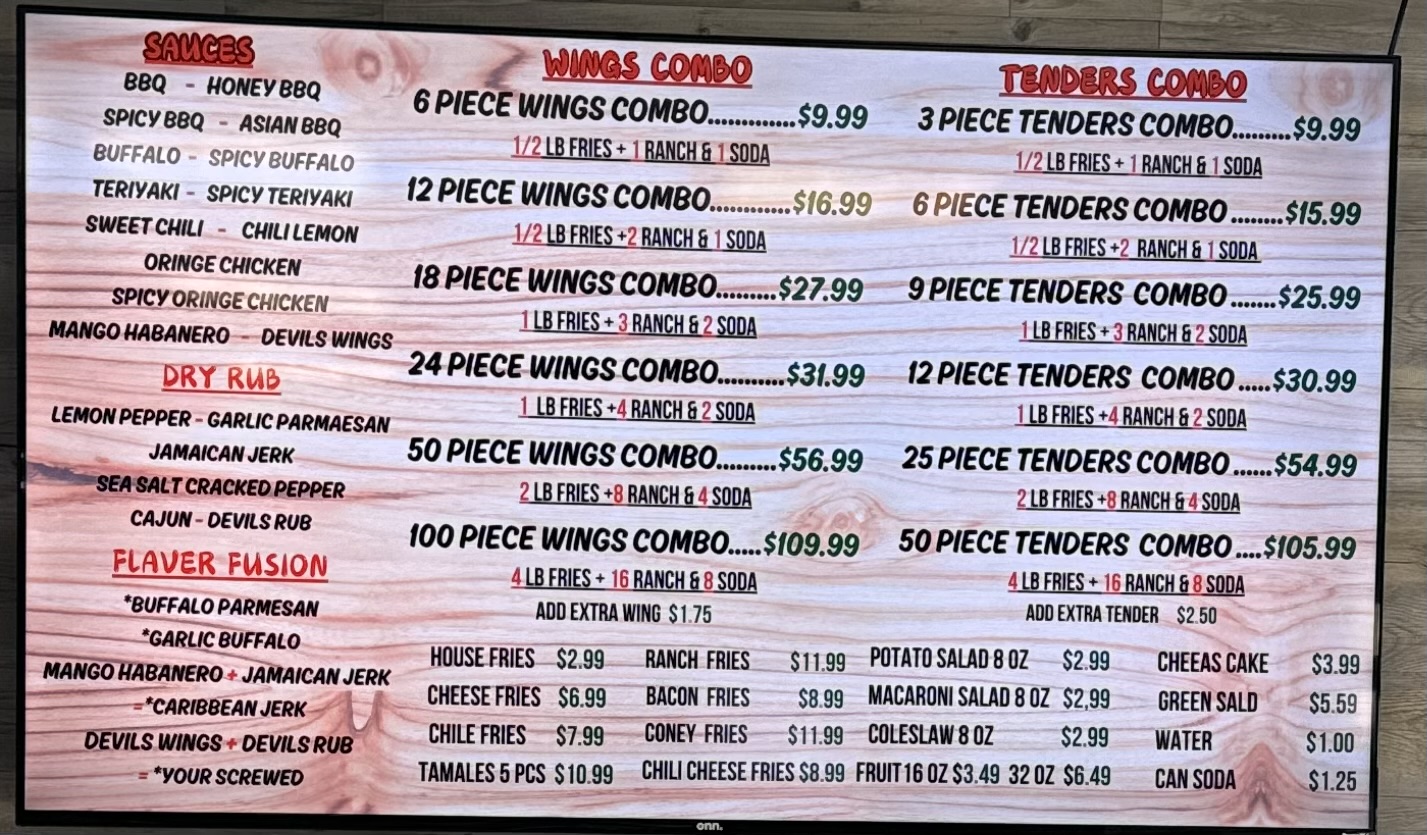 SAUCES
BBQ - HONEY BBQ
SPICY BBQ - ASIAN BBQ
BUFFALO - SPICY BUFFALO
TERIYAKI - SPICY TERIYAKI
SWEET CHILI - CHILI LEMON
ORINGE CHICKEN
SPICY ORINGE CHICKEN
MANGO HABANERO - DEVILS WINGS
DRY RUB
LEMON PEPPER - GARLIC PARMAESAN
JAMAICAN JERK
SEA SALT CRACKED PEPPER
CAJUN - DEVILS RUB
FLAVER FUSION
*BUFFALO PARMESAN
*GARLIC BUFFALO
MANGO HABANERO + JAMAICAN JERK
=*CARIBBEAN JERK
DEVILS WINGS + DEVILS RUB
= *YOUR SCREWED
WINGS COMBO
6 PIECE WINGS COMBO.............$9.99
1/2 LB FRIES + 1 RANCH & 1 SODA
12 PIECE WINGS COMBO............$16.99
1/2 LB FRIES +2 RANCH & 1 SODA
18 PIECE WINGS COMBO.........$27.99
1 LB FRIES + 3 RANCH & 2 SODA
24 PIECE WINGS COMBO..........$31.99
1 LB FRIES +4 RANCH & 2 SODA
50 PIECE WINGS COMBO.........$56.99
2 LB FRIES +8 RANCH & 4 SODA
100 PIECE WINGS COMBO.....$109.99
4 LB FRIES + 16 RANCH & 8 SODA
ADD EXTRA WING $1.75
TENDERS COMBO
3 PIECE TENDERS COMBO.........$9.99
1/2 LB FRIES + 1 RANCH & 1 SODA
6 PIECE TENDERS COMBO ........$15.99
1/2 LB FRIES +2 RANCH & 1 SODA
9 PIECE TENDERS COMBO .......$25.99
1 LB FRIES + 3 RANCH & 2 SODA
12 PIECE TENDERS COMBO .....$30.99
1 LB FRIES +4 RANCH & 2 SODA
25 PIECE TENDERS COMBO ......$54.99
2 LB FRIES +8 RANCH & 4 SODA
50 PIECE TENDERS COMBO ....$105.99
4 LB FRIES + 16 RANCH & 8 SODA
ADD EXTRA TENDER $2.50
HOUSE FRIES $2.99 RANCH FRIES $11.99 POTATO SALAD 8 OZ $2.99 CHEEAS CAKE $3.99
CHEESE FRIES $6.99 BACON FRIES $8.99 MACARONI SALAD 8 OZ $2,99 GREEN SALD $5.59
CHILE FRIES $7.99 CONEY FRIES $11.99 COLESLAW 8 OZ $2.99 WATER $1.00
TAMALES 5 PCS $10.99 CHILI CHEESE FRIES $8.99 FRUIT 16 OZ $3.49 32 OZ $6.49 CAN SODA $1.25
onn.